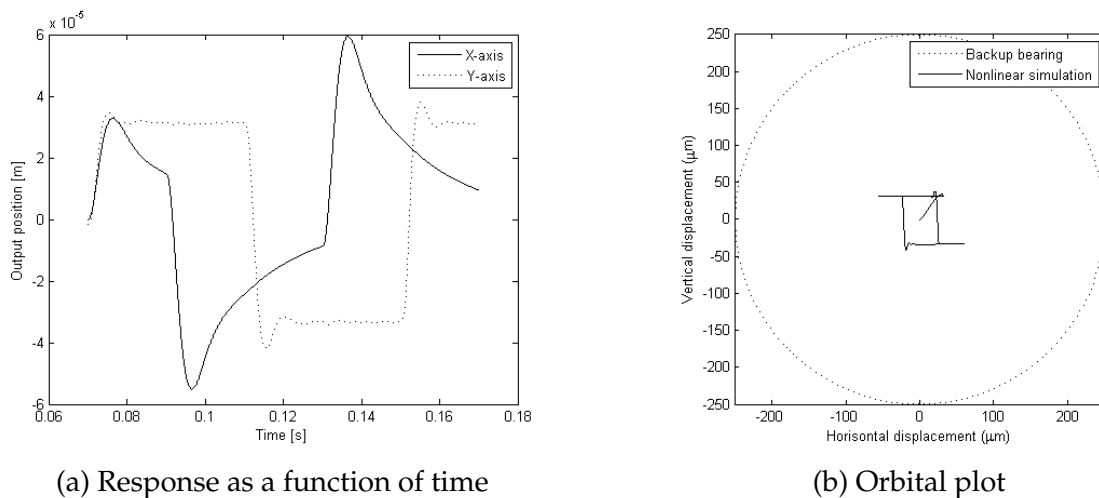 x 10-5
6
4
2
0
-2
-4
-6
0.06
0.08
0.1
0.12
0.14
0.16
0.18
Output position [m]
Time [s]
X-axis
Y-axis
(a) Response as a function of time
250
200
150
100
50
0
-50
-100
-150
-200
-250
-200
-100
0
100
200
Vertical displacement (µm)
Horisontal displacement (µm)
Backup bearing
Nonlinear simulation
(b) Orbital plot